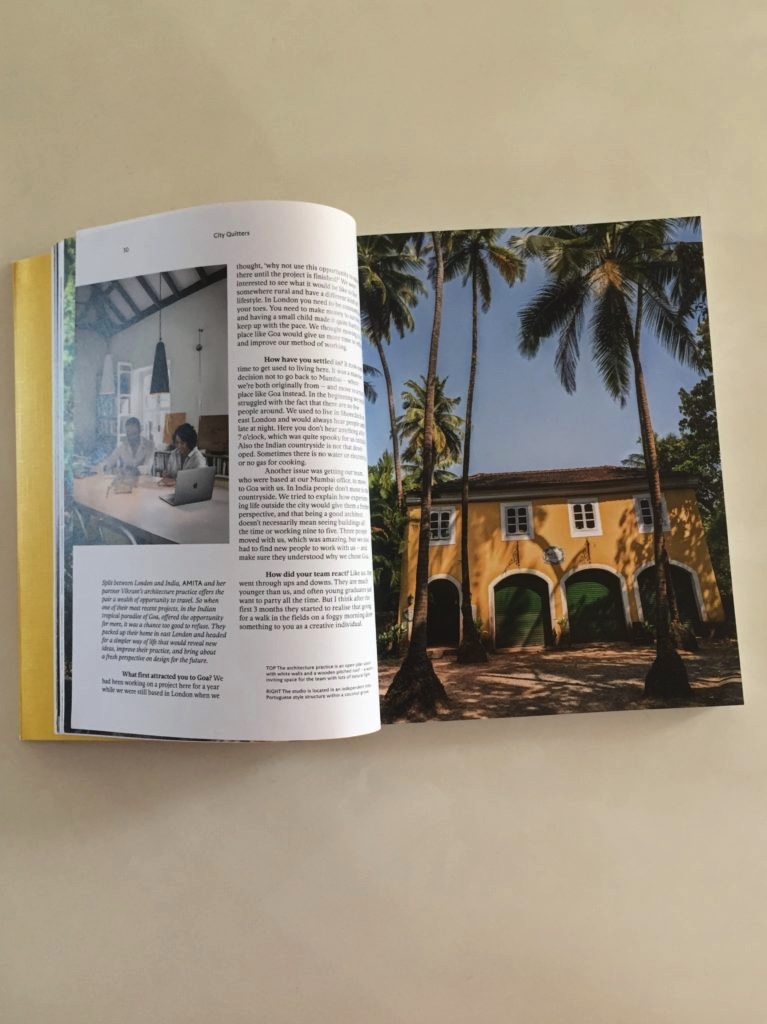 City Quitters
Split between London and India, AMITA and her
partner Vikrant's architecture practice offers the
pair a wealth of opportunity to travel. So when
one of their most recent projects, in the Indian
tropical paradise of Goa, offered the opportunity
for more, it was a chance too good to refuse. They
packed up their home in east London and headed
for a simpler way of life that would reveal new
ideas, improve their practice, and bring about
a fresh perspective on design for the future.
What first attracted you to Goa? We
had been working on a project here for a year
while we were still based in London when we
thought, 'why not use this opportunity
there until the project is finished?' We
interested to see what it would be like
somewhere rural and have a different
lifestyle. In London you need to be
your toes. You need to make money to
and having a small child made it quite
keep up with the pace. We thought
place like Goa would give us more time to
and improve our method of working.
How have you settled in? It took
time to get used to living here. It was a
decision not to go back to Mumbai – where
we're both originally from – and move to a
place like Goa instead. In the beginning we
struggled with the fact that there are so few
people around. We used to live in Shoreditch
east London and would always hear people
late at night. Here you don't hear anything after
7 o'clock, which was quite spooky for us
Also the Indian countryside is not that devel-
oped. Sometimes there is no water or electricity
or no gas for cooking.
Another issue was getting our team,
who were based at our Mumbai office, to move
to Goa with us. In India people don't move to the
countryside. We tried to explain how experienc-
ing life outside the city would give them a fresh
perspective, and that being a good architect
doesn't necessarily mean seeing buildings all
the time or working nine to five. Three people
moved with us, which was amazing, but we also
had to find new people to work with us – and
make sure they understood why we chose Goa.
How did your team react? Like us, they
went through ups and downs. They are much
younger than us, and often young graduates just
want to party all the time. But I think after the
first 3 months they started to realise that going
for a walk in the fields on a foggy morning does
something to you as a creative individual.
TOP The architecture practice is an open plan space
with white walls and a wooden pitched roof – a
inviting space for the team with lots of natural light.
RIGHT The studio is located in an independent
Portuguese style structure within a coconut grove.